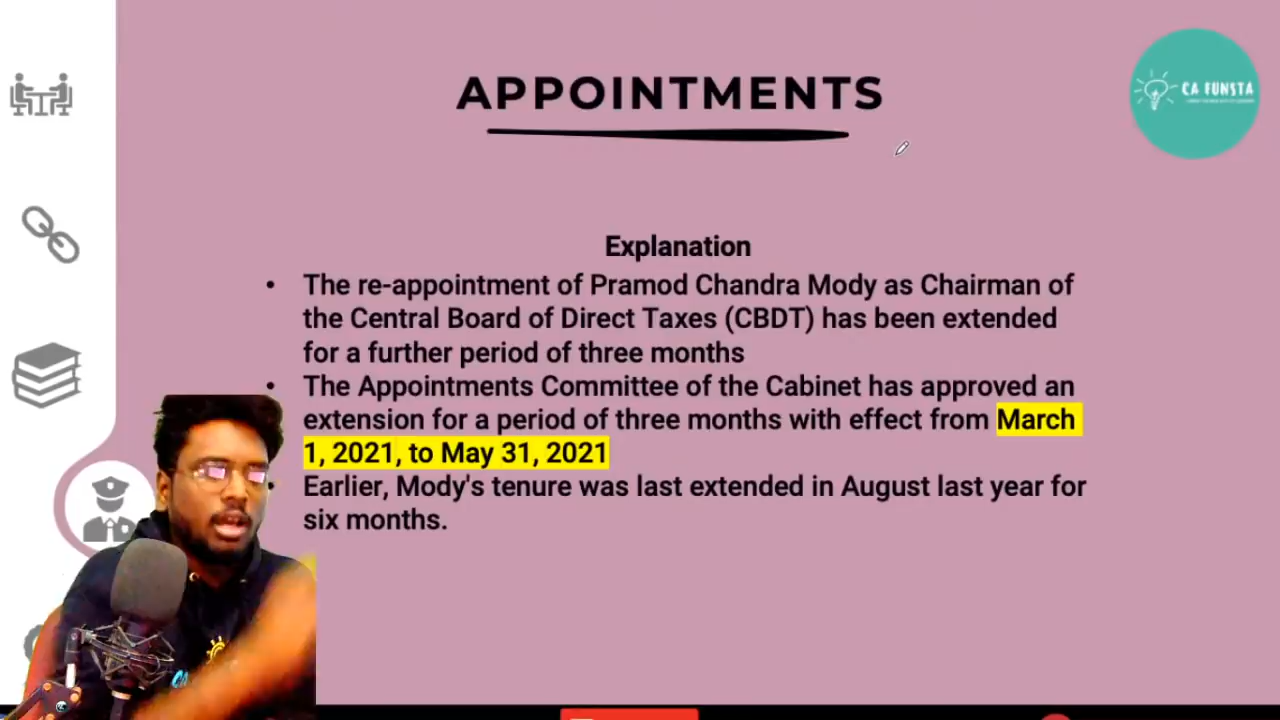 APPOINTMENTS
CA FUNSTA
Explanation
• The re-appointment of Pramod Chandra Mody as Chairman of
the Central Board of Direct Taxes (CBDT) has been extended
for a further period of three months
• The Appointments Committee of the Cabinet has approved an
extension for a period of three months with effect from March
1, 2021, to May 31, 2021
• Earlier, Mody's tenure was last extended in August last year for
six months.